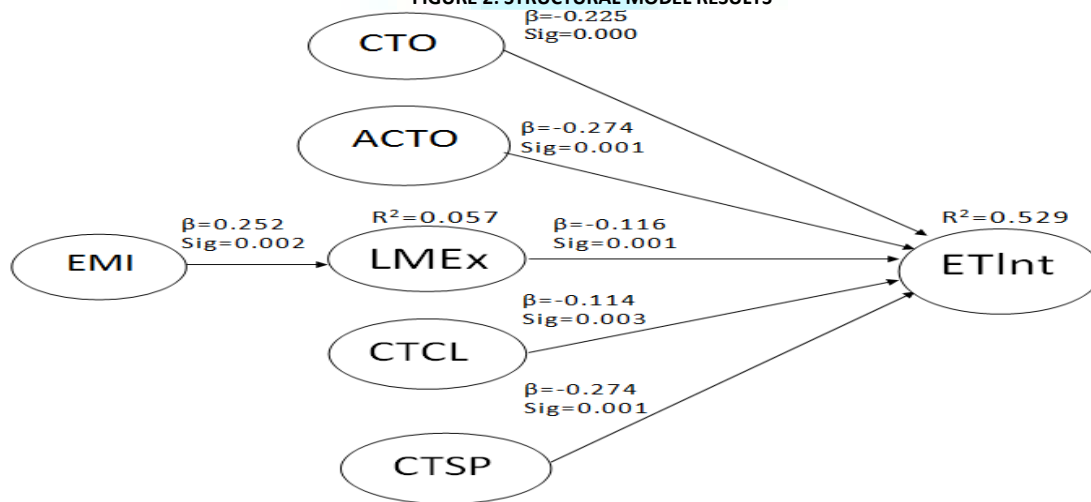 FIGURE 2: STRUCTURAL MODEL RESULTS
β=-0.225
Sig=0.000
CTO
β=-0.274
Sig=0.001
ACTO
β=0.252
Sig=0.002
R²=0.057
β=-0.116
Sig=0.001
R²=0.529
EMI
LMEx
ETInt
β=-0.114
Sig=0.003
CTCL
β=-0.274
Sig=0.001
CTSP